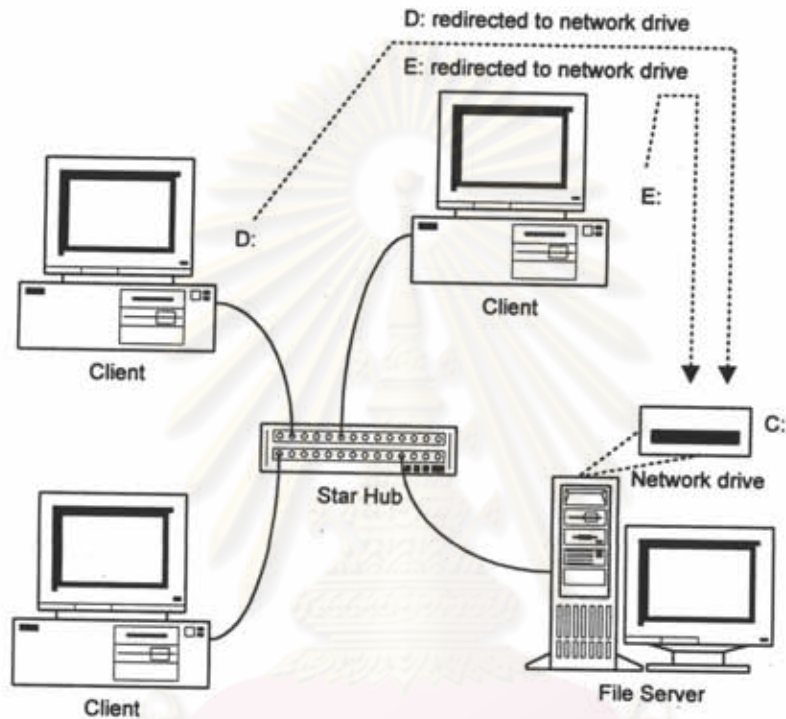 D: redirected to network drive
E: redirected to network drive
D:
E:
Client
Client
C:
Network drive
Star Hub
File Server
Client